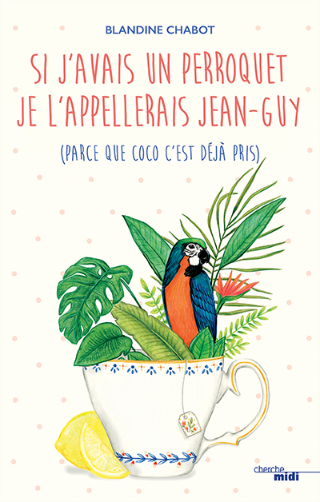 BLANDINE CHABOT
SI J'AVAIS UN PERROQUET
JE L'APPELLERAIS JEAN-GUY
(PARCE QUE COCO C'EST DÉJÀ PRIS)
cherche
midi